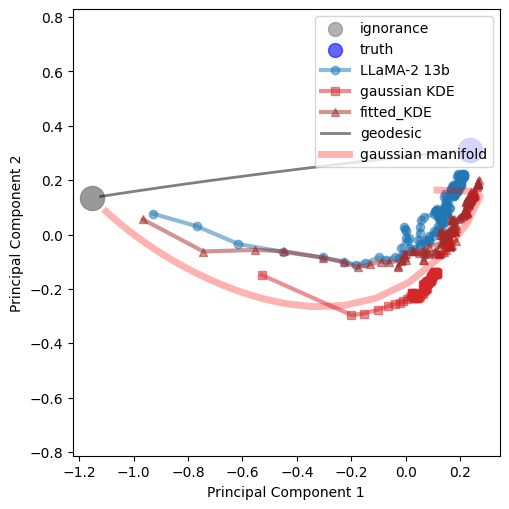 ignorance
truth
LLaMA-2 13b
gaussian KDE
fitted_KDE
geodesic
gaussian manifold
Principal Component 2
0.8
0.6
0.4
0.2
0.0
−0.2
−0.4
−0.6
−0.8
−1.2 −1.0 −0.8 −0.6 −0.4 −0.2 0.0 0.2
Principal Component 1